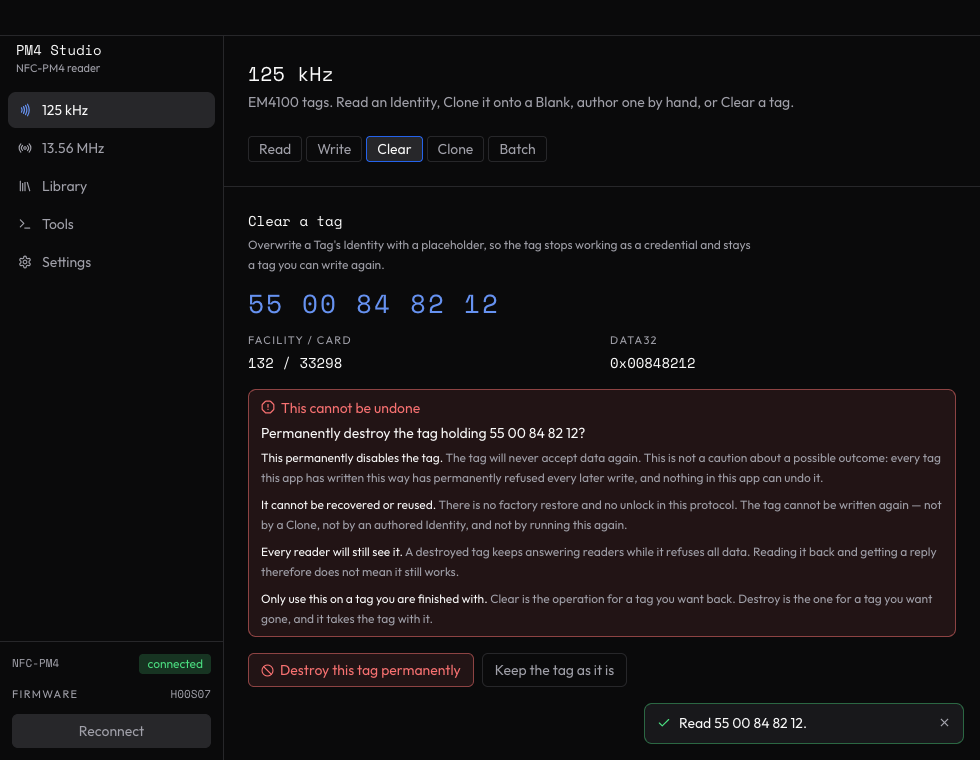 PM4 Studio
NFC-PM4 reader
125 kHz
13.56 MHz
Library
Tools
Settings
NFC-PM4
connected
FIRMWARE
H00S07
Reconnect
125 kHz
EM4100 tags. Read an Identity, Clone it onto a Blank, author one by hand, or Clear a tag.
Read
Write
Clear
Clone
Batch
Clear a tag
Overwrite a Tag's Identity with a placeholder, so the tag stops working as a credential and stays
a tag you can write again.
55 00 84 82 12
FACILITY / CARD
132 / 33298
DATA32
0x00848212
This cannot be undone
Permanently destroy the tag holding 55 00 84 82 12?
This permanently disables the tag. The tag will never accept data again. This is not a caution about a possible outcome: every tag
this app has written this way has permanently refused every later write, and nothing in this app can undo it.
It cannot be recovered or reused. There is no factory restore and no unlock in this protocol. The tag cannot be written again — not
by a Clone, not by an authored Identity, and not by running this again.
Every reader will still see it. A destroyed tag keeps answering readers while it refuses all data. Reading it back and getting a reply
therefore does not mean it still works.
Only use this on a tag you are finished with. Clear is the operation for a tag you want back. Destroy is the one for a tag you want
gone, and it takes the tag with it.
Destroy this tag permanently
Keep the tag as it is
Read 55 00 84 82 12.